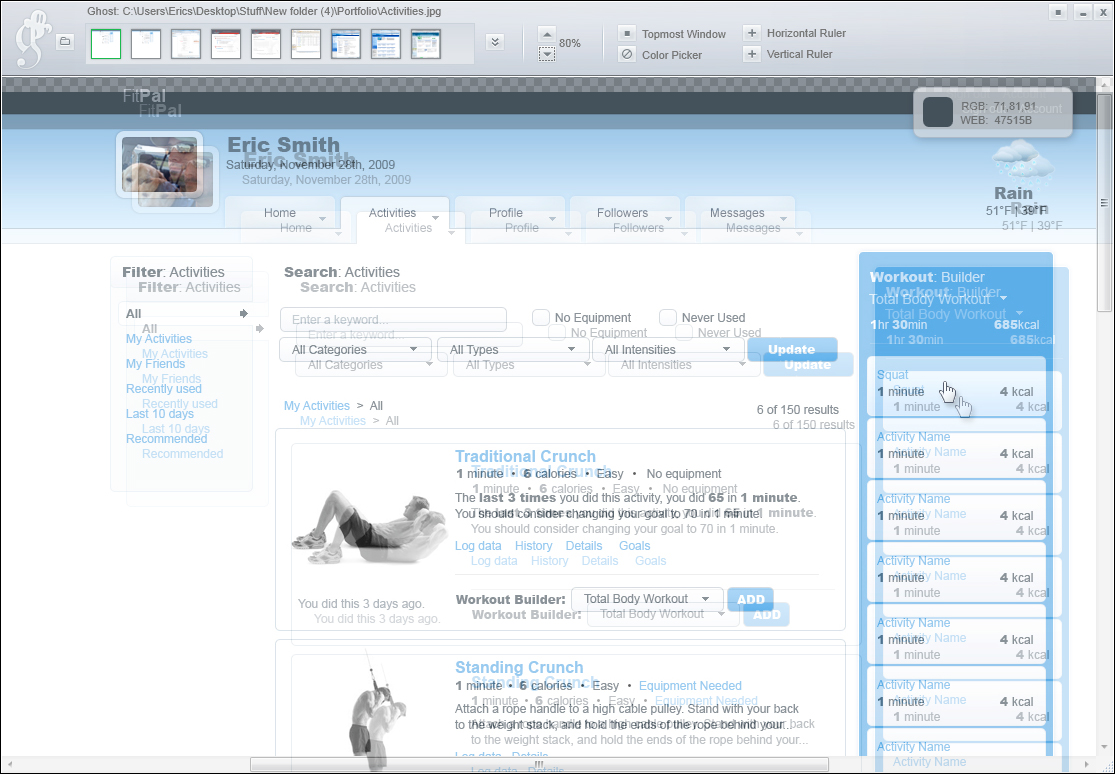 Ghost: C:\Users\Erics\Desktop\Stuff\New folder (4)\Portfolio\Activities.jpg
80%
Topmost Window
Horizontal Ruler
Color Picker
Vertical Ruler
FitPal
FitPal
RGB: 71,81,91
WEB: 47515B
Account
Eric Smith
Eric Smith
Saturday, November 28th, 2009
Saturday, November 28th, 2009
Rain
Rain
51°F | 39°F
51°F | 39°F
Home Activities Profile Followers Messages
Home Activities Profile Followers Messages
Filter: Activities
Filter: Activities
All
All
My Activities
My Activities
My Friends
My Friends
Recently used
Recently used
Last 10 days
Last 10 days
Recommended
Recommended
Search: Activities
Search: Activities
Enter a keyword...
Enter a keyword...
No Equipment Never Used
No Equipment Never Used
All Categories All Types All Intensities Update
All Categories All Types All Intensities Update
My Activities > All
My Activities > All
6 of 150 results
6 of 150 results
Traditional Crunch
Traditional Crunch
1 minute • 6 calories • Easy • No equipment
1 minute • 6 calories • Easy • No equipment
The last 3 times you did this activity, you did 65 in 1 minute.
The last 3 times you did this activity, you did 65 in 1 minute.
You should consider changing your goal to 70 in 1 minute.
You should consider changing your goal to 70 in 1 minute.
Log data History Details Goals
Log data History Details Goals
You did this 3 days ago.
You did this 3 days ago.
Workout Builder: Total Body Workout ADD
Workout Builder: Total Body Workout ADD
Standing Crunch
Standing Crunch
1 minute • 6 calories • Easy • Equipment Needed
1 minute • 6 calories • Easy • Equipment Needed
Attach a rope handle to a high cable pulley. Stand with your back
Attach a rope handle to a high cable pulley. Stand with your back
to the weight stack, and hold the ends of the rope behind your...
to the weight stack, and hold the ends of the rope behind your...
Log data Details
Log data Details
Workout: Builder
Workout: Builder
Total Body Workout
Total Body Workout
1hr 30min 685kcal
1hr 30min 685kcal
Squat
1 minute 4 kcal
1 minute 4 kcal
Activity Name
Activity Name
1 minute 4 kcal
1 minute 4 kcal
Activity Name
Activity Name
1 minute 4 kcal
1 minute 4 kcal
Activity Name
Activity Name
1 minute 4 kcal
1 minute 4 kcal
Activity Name
Activity Name
1 minute 4 kcal
1 minute 4 kcal
Activity Name
Activity Name
1 minute 4 kcal
1 minute 4 kcal
Activity Name
Activity Name